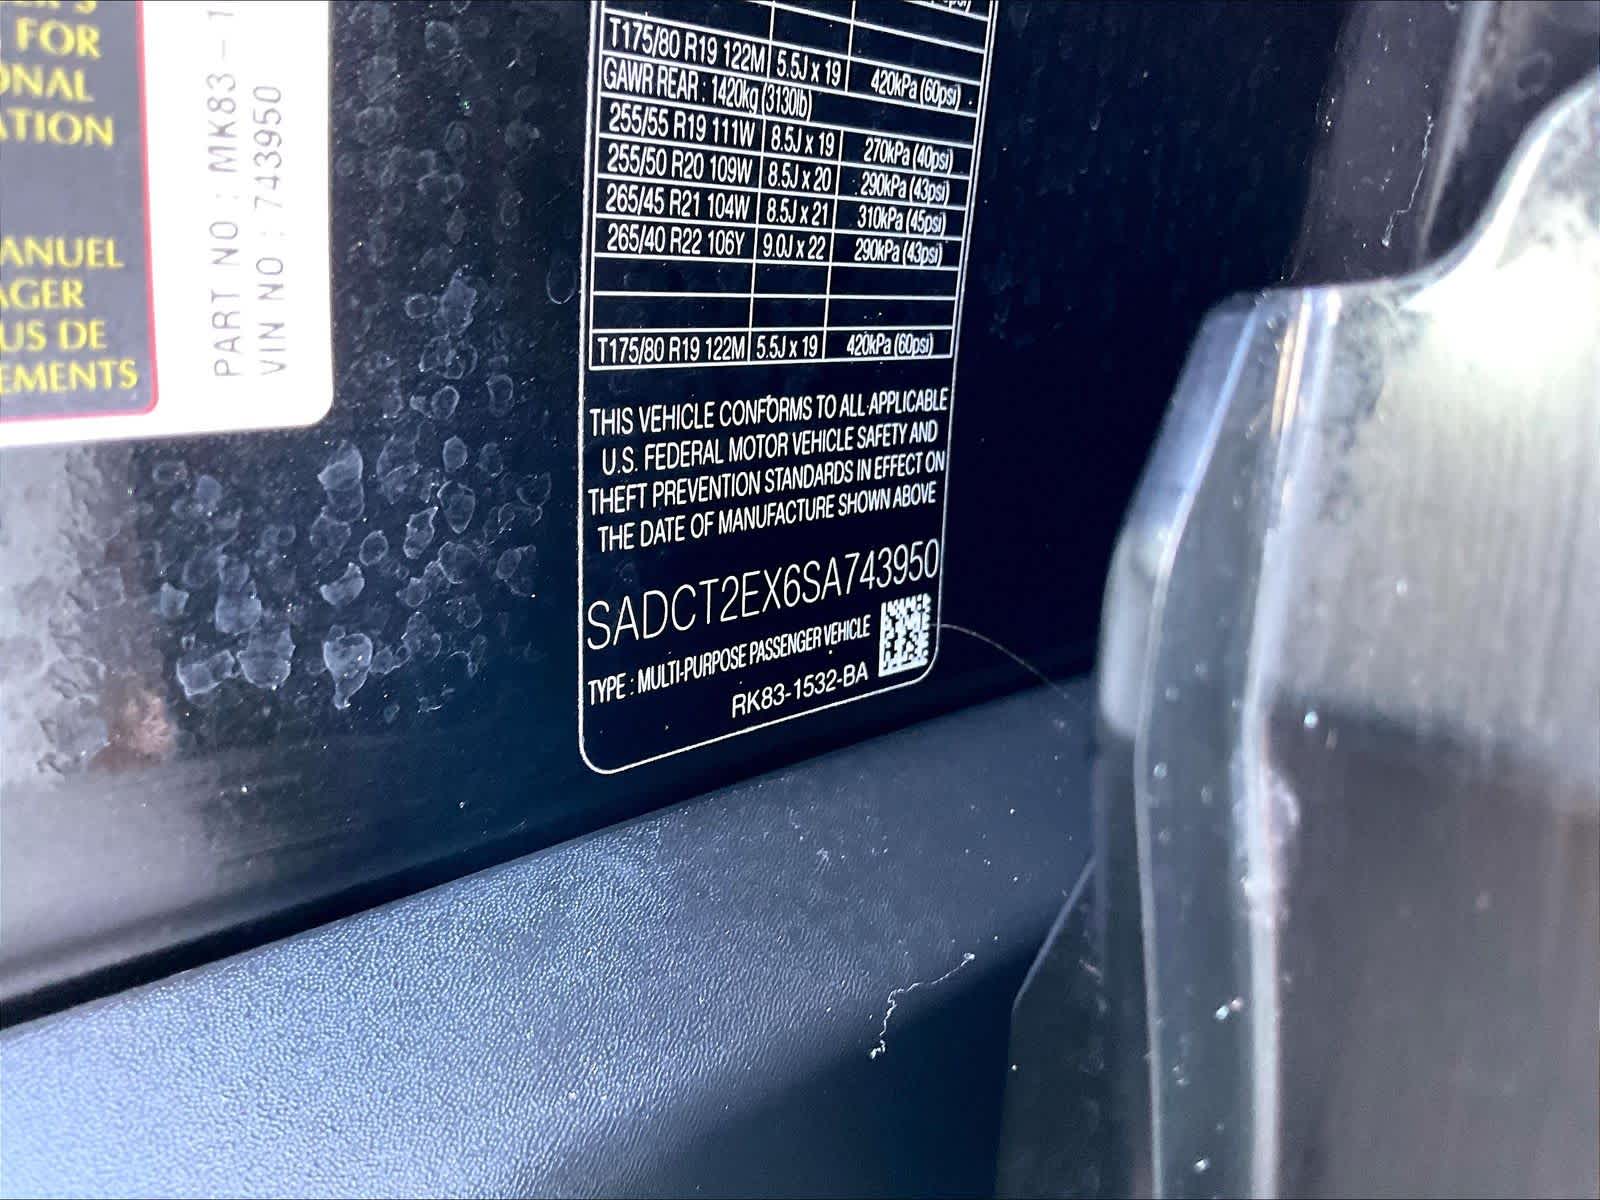 FOR
ONAL
ATION
ANUEL
AGER
US DE
EMENTS
PART NO : MK83-1
VIN NO : 743950
T175/80 R19 122M 5.5J x 19 420kPa (60psi)
GAWR REAR : 1420kg (3130lb)
255/55 R19 111W 8.5J x 19 270kPa (40psi)
255/50 R20 109W 8.5J x 20 290kPa (43psi)
265/45 R21 104W 8.5J x 21 310kPa (45psi)
265/40 R22 106Y 9.0J x 22 290kPa (43psi)
T175/80 R19 122M 5.5J x 19 420kPa (60psi)
THIS VEHICLE CONFORMS TO ALL APPLICABLE
U.S. FEDERAL MOTOR VEHICLE SAFETY AND
THEFT PREVENTION STANDARDS IN EFFECT ON
THE DATE OF MANUFACTURE SHOWN ABOVE
SADCT2EX6SA743950
TYPE : MULTI-PURPOSE PASSENGER VEHICLE
RK83-1532-BA